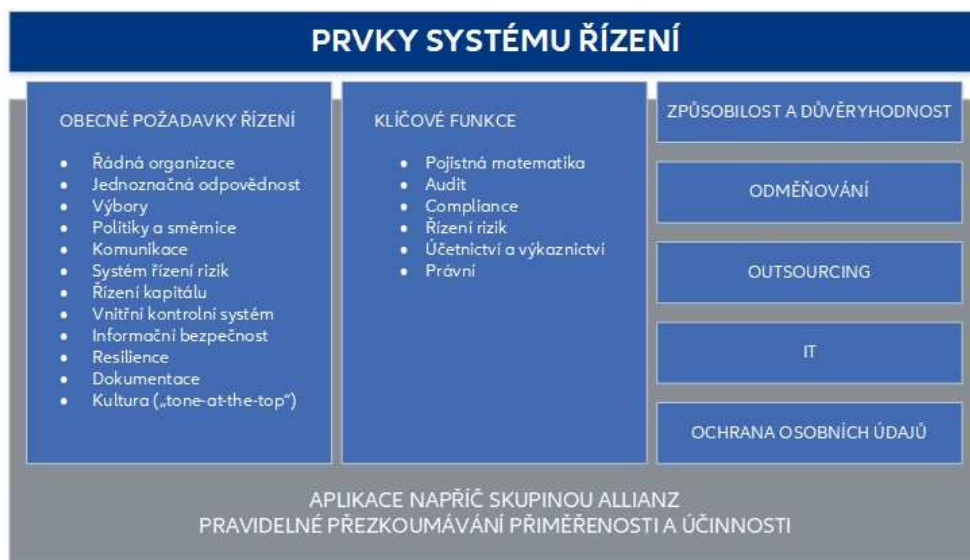 PRVKY SYSTÉMU ŘÍZENÍ
OBECNÉ POŽADAVKY ŘÍZENÍ
• Řádná organizace
• Jednoznačná odpovědnost
• Výbory
• Politiky a směrnice
• Komunikace
• Systém řízení rizik
• Řízení kapitálu
• Vnitřní kontrolní systém
• Informační bezpečnost
• Resilience
• Dokumentace
• Kultura („tone-at-the-top“)
KLÍČOVÉ FUNKCE
• Pojistná matematika
• Audit
• Compliance
• Řízení rizik
• Účetnictví a výkaznictví
• Právní
ZPŮSOBILOST A DŮVĚRYHODNOST
ODMĚŇOVÁNÍ
OUTSOURCING
IT
OCHRANA OSOBNÍCH ÚDAJŮ
APLIKACE NAPŘÍČ SKUPINOU ALLIANZ
PRAVIDELNÉ PŘEZKOUMÁVÁNÍ PŘIMĚŘENOSTI A ÚČINNOSTI